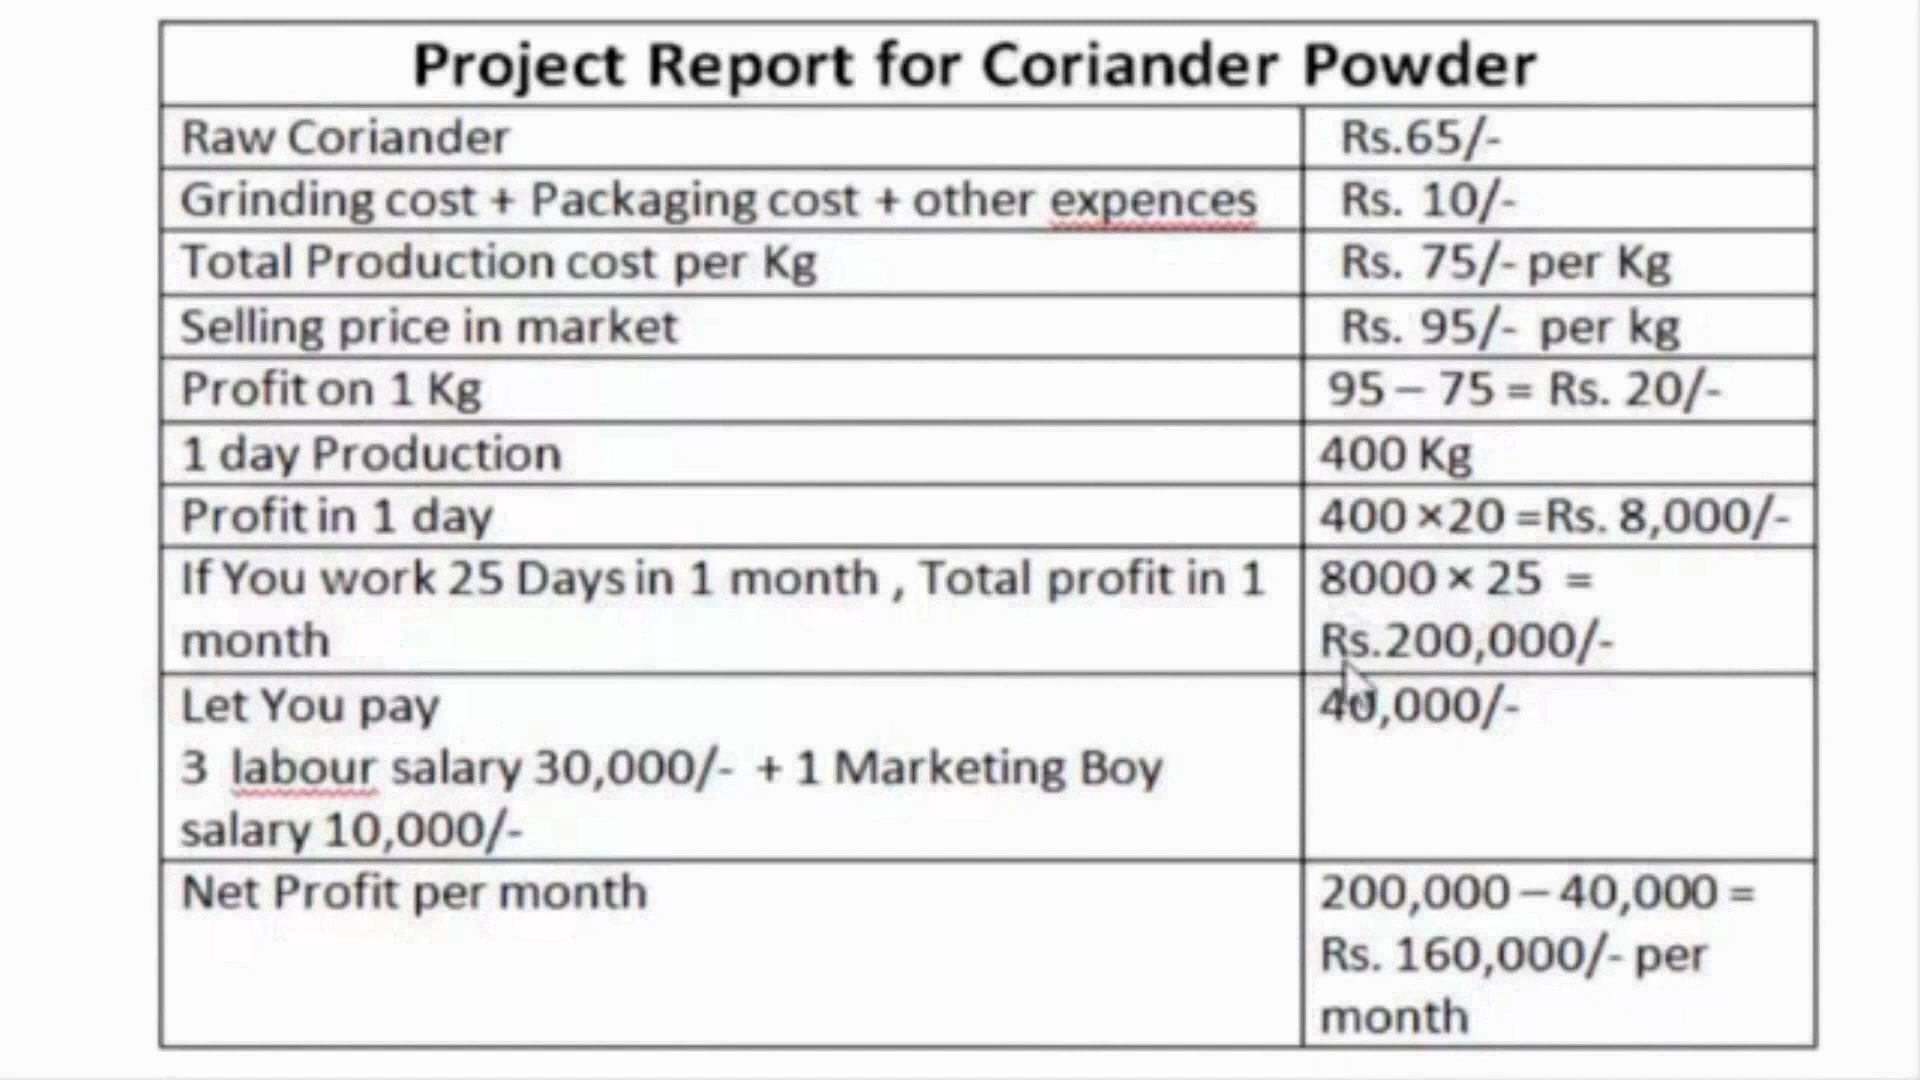 Project Report for Coriander Powder
Raw Coriander Rs.65/-
Grinding cost + Packaging cost + other expences Rs. 10/-
Total Production cost per Kg Rs. 75/- per Kg
Selling price in market Rs. 95/- per kg
Profit on 1 Kg 95 – 75 = Rs. 20/-
1 day Production 400 Kg
Profit in 1 day 400 ×20 =Rs. 8,000/-
If You work 25 Days in 1 month , Total profit in 1
month
8000 × 25 =
Rs.200,000/-
Let You pay
3 labour salary 30,000/- + 1 Marketing Boy
salary 10,000/-
40,000/-
Net Profit per month
200,000 – 40,000 =
Rs. 160,000/- per
month